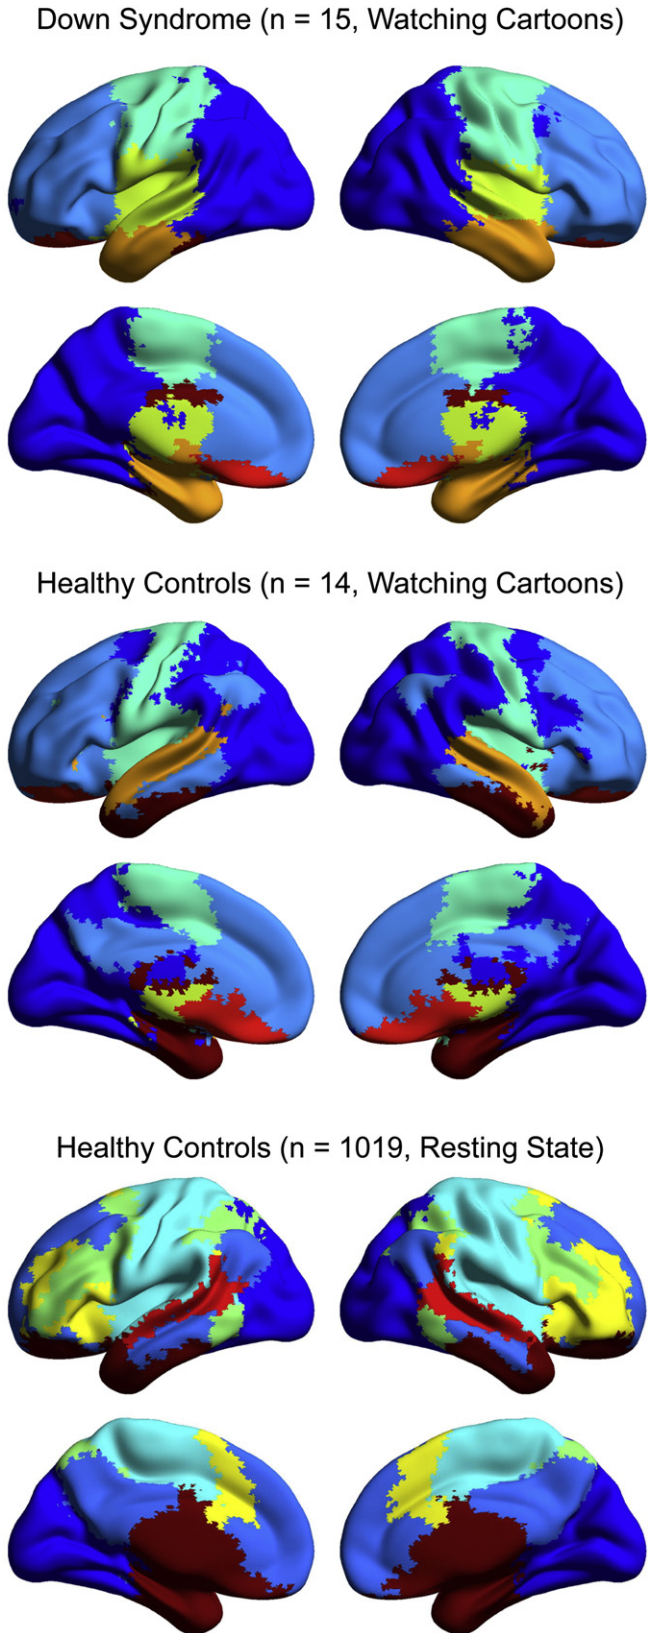 Down Syndrome (n = 15, Watching Cartoons)
Healthy Controls (n = 14, Watching Cartoons)
Healthy Controls (n = 1019, Resting State)